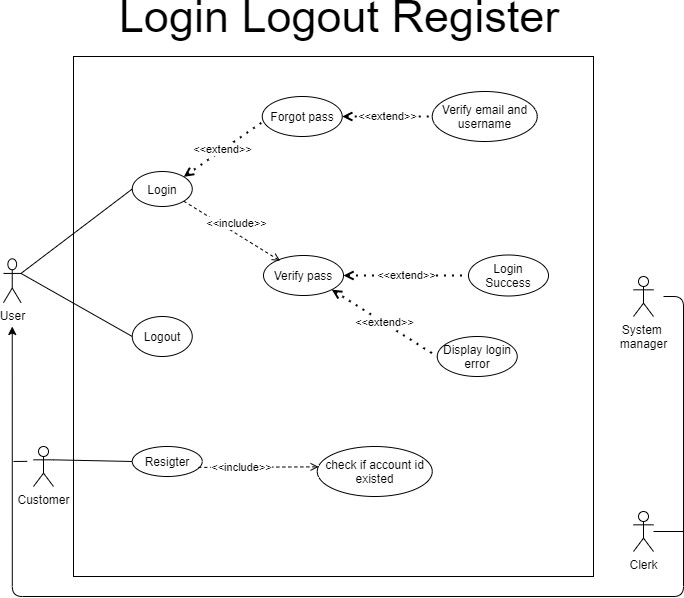 Login Logout Register
Forgot pass
<<extend>>
Verify email and
username
<<extend>>
Login
<<include>>
Verify pass
<<extend>>
Login
Success
User
Logout
<<extend>>
Display login
error
System
manager
Resigter
<<include>>
check if account id
existed
Customer
Clerk